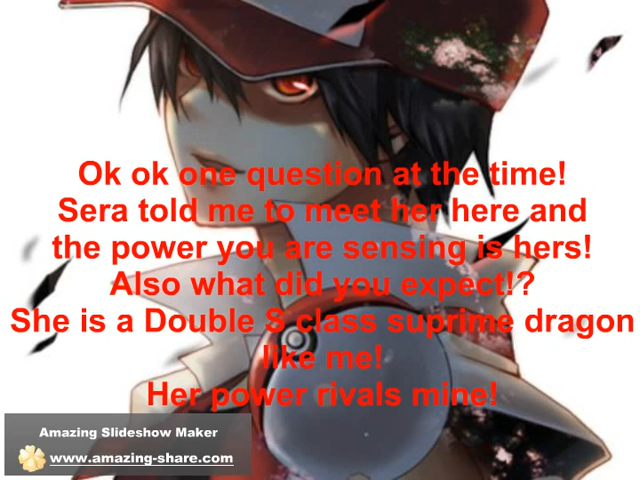 Ok ok one question at the time!
Sera told me to meet her here and
the power you are sensing is hers!
Also what did you expect!?
She is a Double S class suprime dragon
like me!
Her power rivals mine!
Amazing Slideshow Maker
www.amazing-share.com